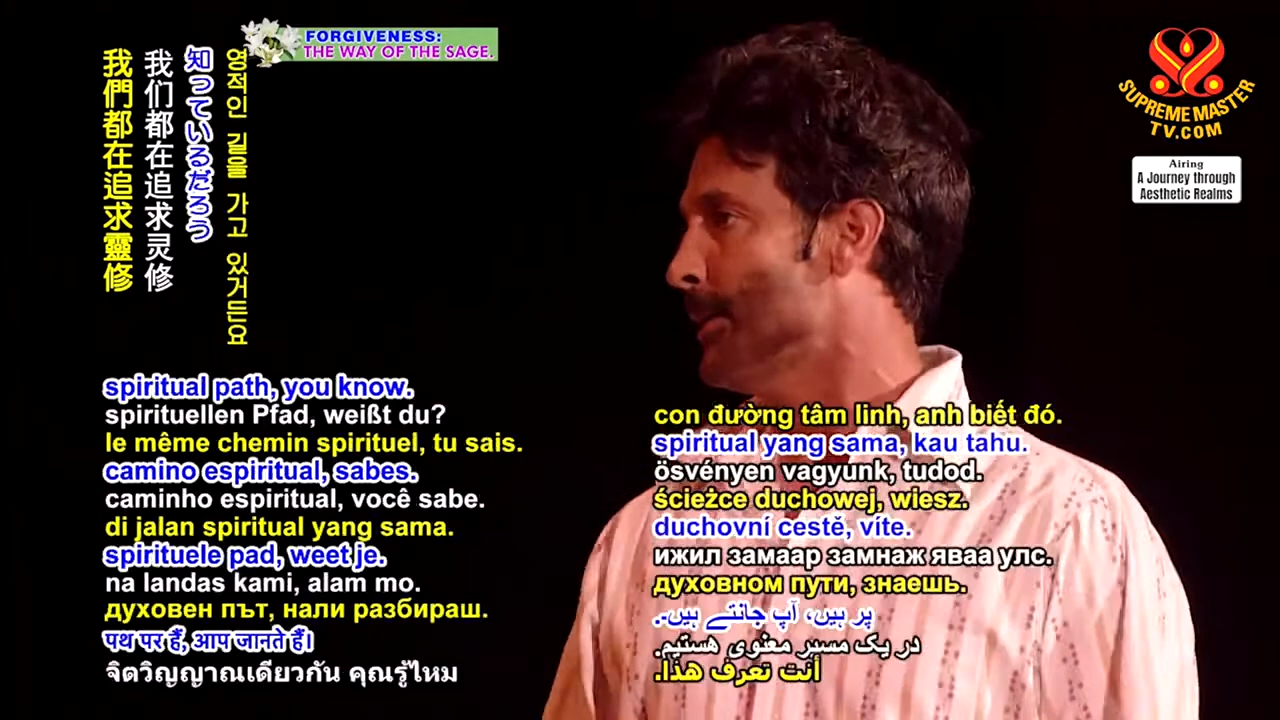 FORGIVENESS:
THE WAY OF THE SAGE.
SUPREME MASTER
TV.COM
Airing
A Journey through
Aesthetic Realms
我們都在追求靈修
我们都在追求灵修
知っているだろう
영적인 길을 가고 있거든요
spiritual path, you know.
spirituellen Pfad, weißt du?
le même chemin spirituel, tu sais.
camino espiritual, sabes.
caminho espiritual, você sabe.
di jalan spiritual yang sama.
spirituele pad, weet je.
na landas kami, alam mo.
духовен път, нали разбираш.
पथ पर हैं, आप जानते हैं।
จิตวิญญาณเดียวกัน คุณรู้ไหม
con đường tâm linh, anh biết đó.
spiritual yang sama, kau tahu.
ösvényen vagyunk, tudod.
ścieżce duchowej, wiesz.
duchovní cestě, víte.
ижил замаар замнаж яваа улс.
духовном пути, знаешь.
پر ہیں، آپ جانتے ہیں۔.
در یک مسیر معنوی هستیم.
أنت تعرف هذا.